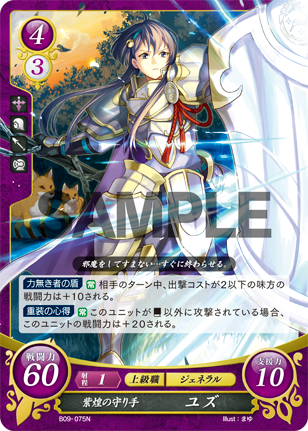 4
3
SAMPLE
邪魔をしてすまない…すぐに終わらせる。
力無き者の盾 常 相手のターン中、出撃コストが2以下の味方の
戦闘力は+10される。
重装の心得 常 このユニットが■以外に攻撃されている場合、
このユニットの戦闘力は+20される。
戦闘力
60
射程 1 上級職 ジェネラル
支援力
10
紫煌の守り手 ユズ
B09-075N
Illust:まゆ